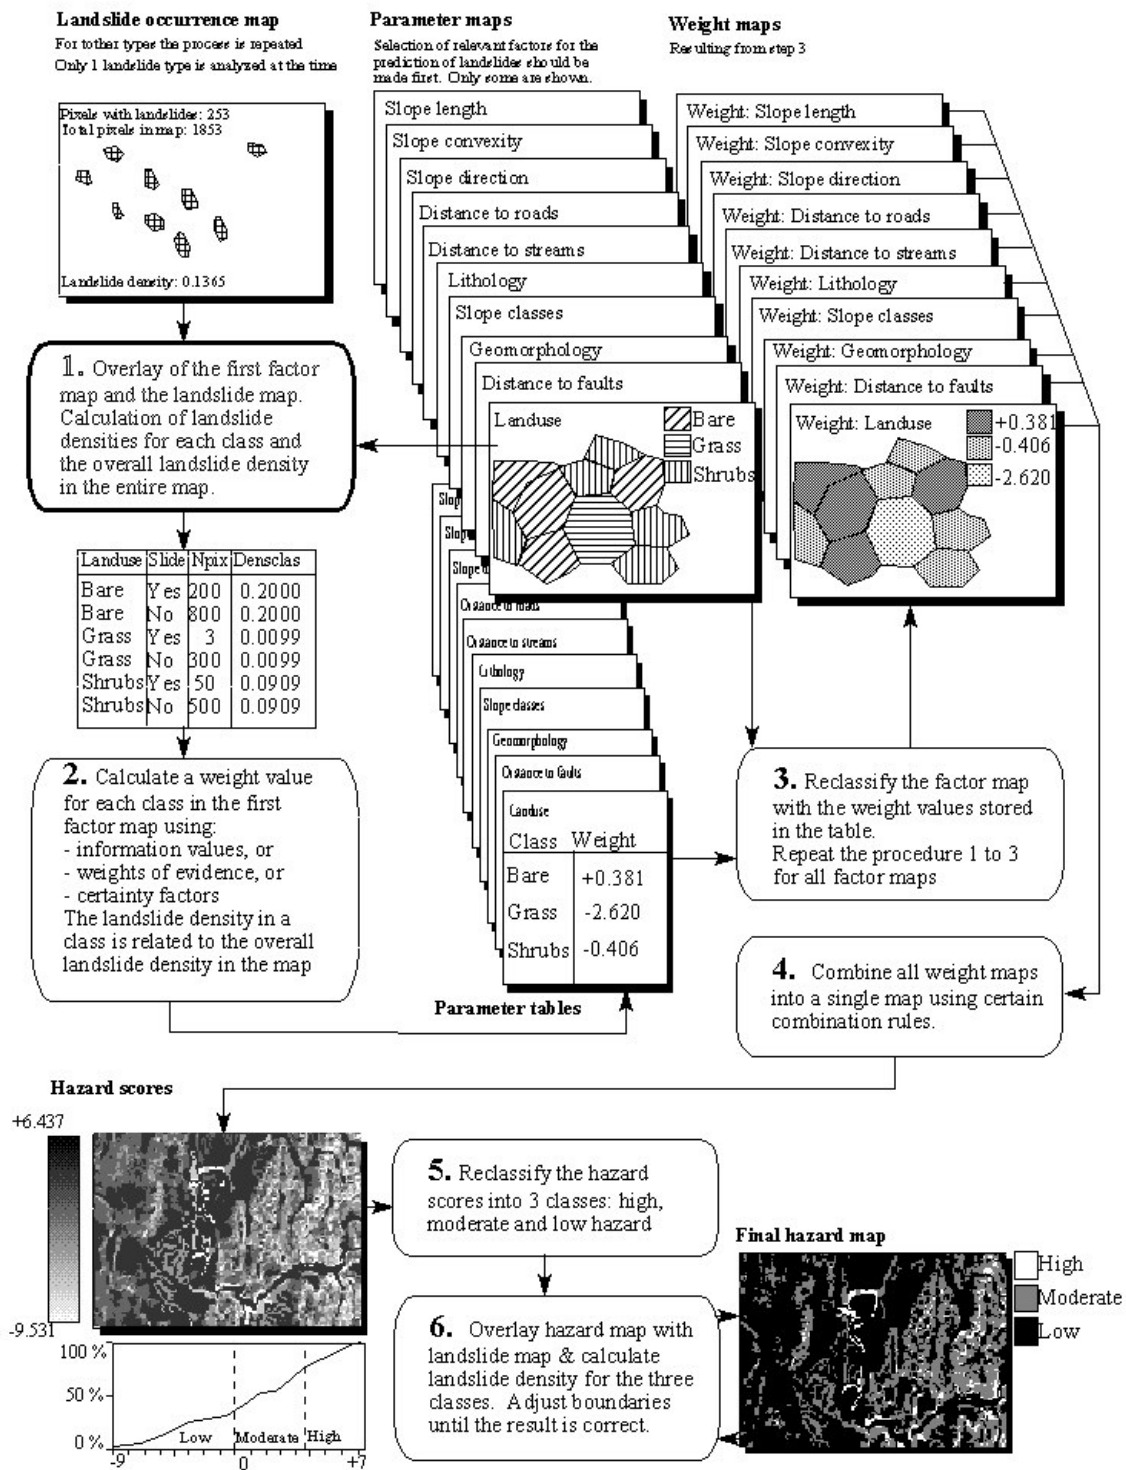 Landslide occurrence map
For tother types the process is repeated
Only 1 landslide type is analyzed at the time
Pixels with landslides: 253
Total pixels in map: 1853
Landslide density: 0.1365
1. Overlay of the first factor
map and the landslide map.
Calculation of landslide
densities for each class and
the overall landslide density
in the entire map.
Landuse Slide Npix Densclas
Bare Yes 200 0.2000
Bare No 800 0.2000
Grass Yes 3 0.0099
Grass No 300 0.0099
Shrubs Yes 50 0.0909
Shrubs No 500 0.0909
2. Calculate a weight value
for each class in the first
factor map using:
- information values, or
- weights of evidence, or
- certainty factors
The landslide density in a
class is related to the overall
landslide density in the map
Parameter maps
Selection of relevant factors for the
prediction of landslides should be
made first. Only some are shown.
Slope length
Slope convexity
Slope direction
Distance to roads
Distance to streams
Lithology
Slope classes
Geomorphology
Distance to faults
Landuse
Bare
Grass
Shrubs
Slop
Slo
Slope d
Distance to roads
Distance to streams
Lithology
Slope classes
Geomorphology
Distance to faults
Landuse
Class Weight
Bare +0.381
Grass -2.620
Shrubs -0.406
Parameter tables
Weight maps
Resulting from step 3
Weight: Slope length
Weight: Slope convexity
Weight: Slope direction
Weight: Distance to roads
Weight: Distance to streams
Weight: Lithology
Weight: Slope classes
Weight: Geomorphology
Weight: Distance to faults
Weight: Landuse
+0.381
-0.406
-2.620
3. Reclassify the factor map
with the weight values stored
in the table.
Repeat the procedure 1 to 3
for all factor maps
4. Combine all weight maps
into a single map using certain
combination rules.
Hazard scores
+6.437
-9.531
100 %
50 %
0 %
Low Moderate High
-9 0 +7
5. Reclassify the hazard
scores into 3 classes: high,
moderate and low hazard
6. Overlay hazard map with
landslide map & calculate
landslide density for the three
classes. Adjust boundaries
until the result is correct.
Final hazard map
High
Moderate
Low